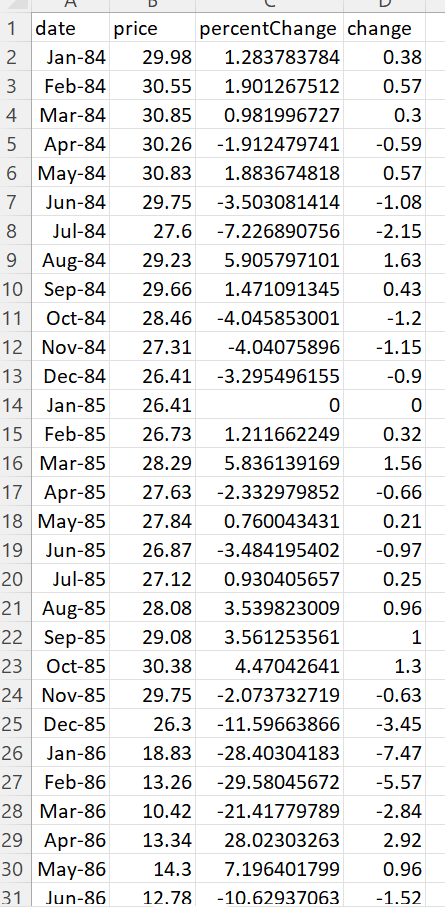 A B C D
1 date price percentChange change
2 Jan-84 29.98 1.283783784 0.38
3 Feb-84 30.55 1.901267512 0.57
4 Mar-84 30.85 0.981996727 0.3
5 Apr-84 30.26 -1.912479741 -0.59
6 May-84 30.83 1.883674818 0.57
7 Jun-84 29.75 -3.503081414 -1.08
8 Jul-84 27.6 -7.226890756 -2.15
9 Aug-84 29.23 5.905797101 1.63
10 Sep-84 29.66 1.471091345 0.43
11 Oct-84 28.46 -4.045853001 -1.2
12 Nov-84 27.31 -4.04075896 -1.15
13 Dec-84 26.41 -3.295496155 -0.9
14 Jan-85 26.41 0 0
15 Feb-85 26.73 1.211662249 0.32
16 Mar-85 28.29 5.836139169 1.56
17 Apr-85 27.63 -2.332979852 -0.66
18 May-85 27.84 0.760043431 0.21
19 Jun-85 26.87 -3.484195402 -0.97
20 Jul-85 27.12 0.930405657 0.25
21 Aug-85 28.08 3.539823009 0.96
22 Sep-85 29.08 3.561253561 1
23 Oct-85 30.38 4.47042641 1.3
24 Nov-85 29.75 -2.073732719 -0.63
25 Dec-85 26.3 -11.59663866 -3.45
26 Jan-86 18.83 -28.40304183 -7.47
27 Feb-86 13.26 -29.58045672 -5.57
28 Mar-86 10.42 -21.41779789 -2.84
29 Apr-86 13.34 28.02303263 2.92
30 May-86 14.3 7.196401799 0.96
31 Jun-86 12.78 -10.62937063 -1.52